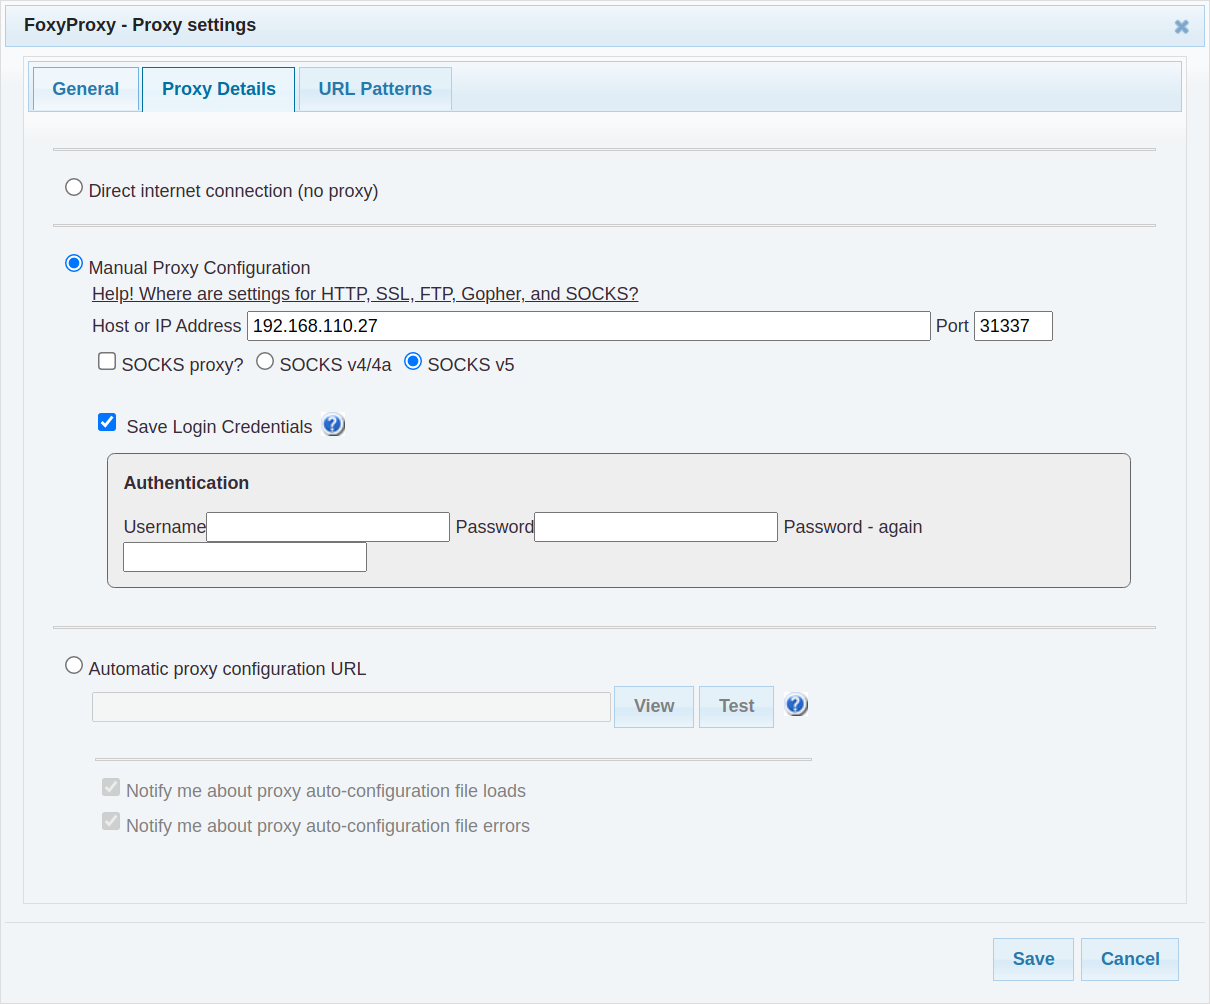 FoxyProxy - Proxy settings
General Proxy Details URL Patterns
Direct internet connection (no proxy)
Manual Proxy Configuration
Help! Where are settings for HTTP, SSL, FTP, Gopher, and SOCKS?
Host or IP Address 192.168.110.27 Port 31337
SOCKS proxy? SOCKS v4/4a SOCKS v5
Save Login Credentials ?
Authentication
Username Password Password - again
Automatic proxy configuration URL
View Test ?
Notify me about proxy auto-configuration file loads
Notify me about proxy auto-configuration file errors
Save Cancel